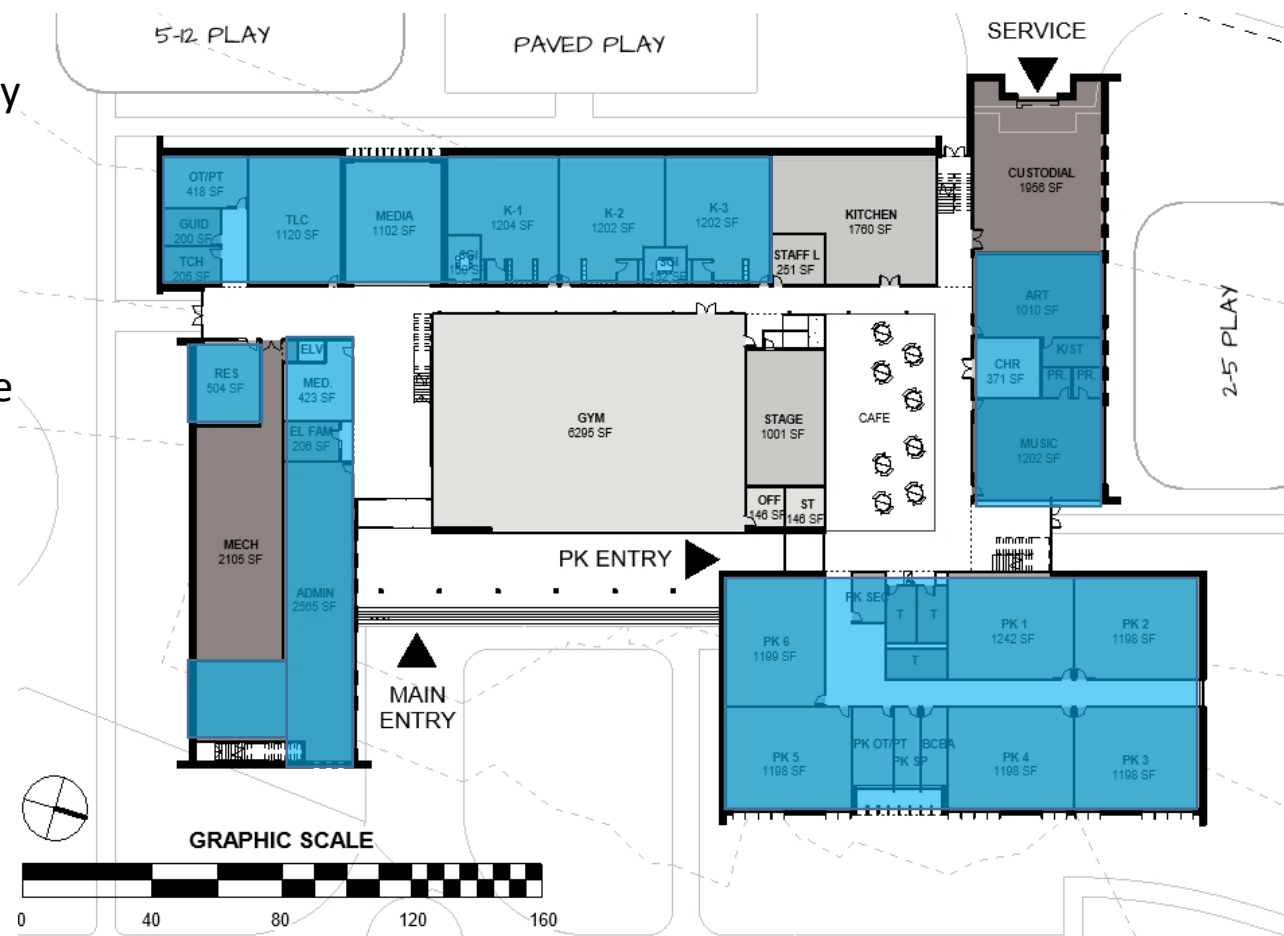 5-12 PLAY
PAVED PLAY
SERVICE
y
e
OT/PT
418 SF
GUID
200 SF
TCH
205 SF
TLC
1120 SF
MEDIA
1102 SF
K-1
1204 SF
SGI
150 SF
K-2
1202 SF
SGI
K-3
1202 SF
KITCHEN
1760 SF
STAFF L
251 SF
CUSTODIAL
1956 SF
ART
1010 SF
K/ST
CHR
371 SF
PR.
PR.
MUSIC
1202 SF
2-5 PLAY
RES
504 SF
ELV
MED.
423 SF
EL FAM
206 SF
GYM
6295 SF
STAGE
1001 SF
CAFE
OFF
146 SF
ST
146 SF
MECH
2105 SF
ADMIN
2565 SF
PK ENTRY
MAIN
ENTRY
PK SEC
T
T
T
PK 6
1199 SF
PK 1
1242 SF
PK 2
1198 SF
PK 5
1198 SF
PK OT/PT
PK SP
BCBA
PK 4
1198 SF
PK 3
1198 SF
GRAPHIC SCALE
0 40 80 120 160